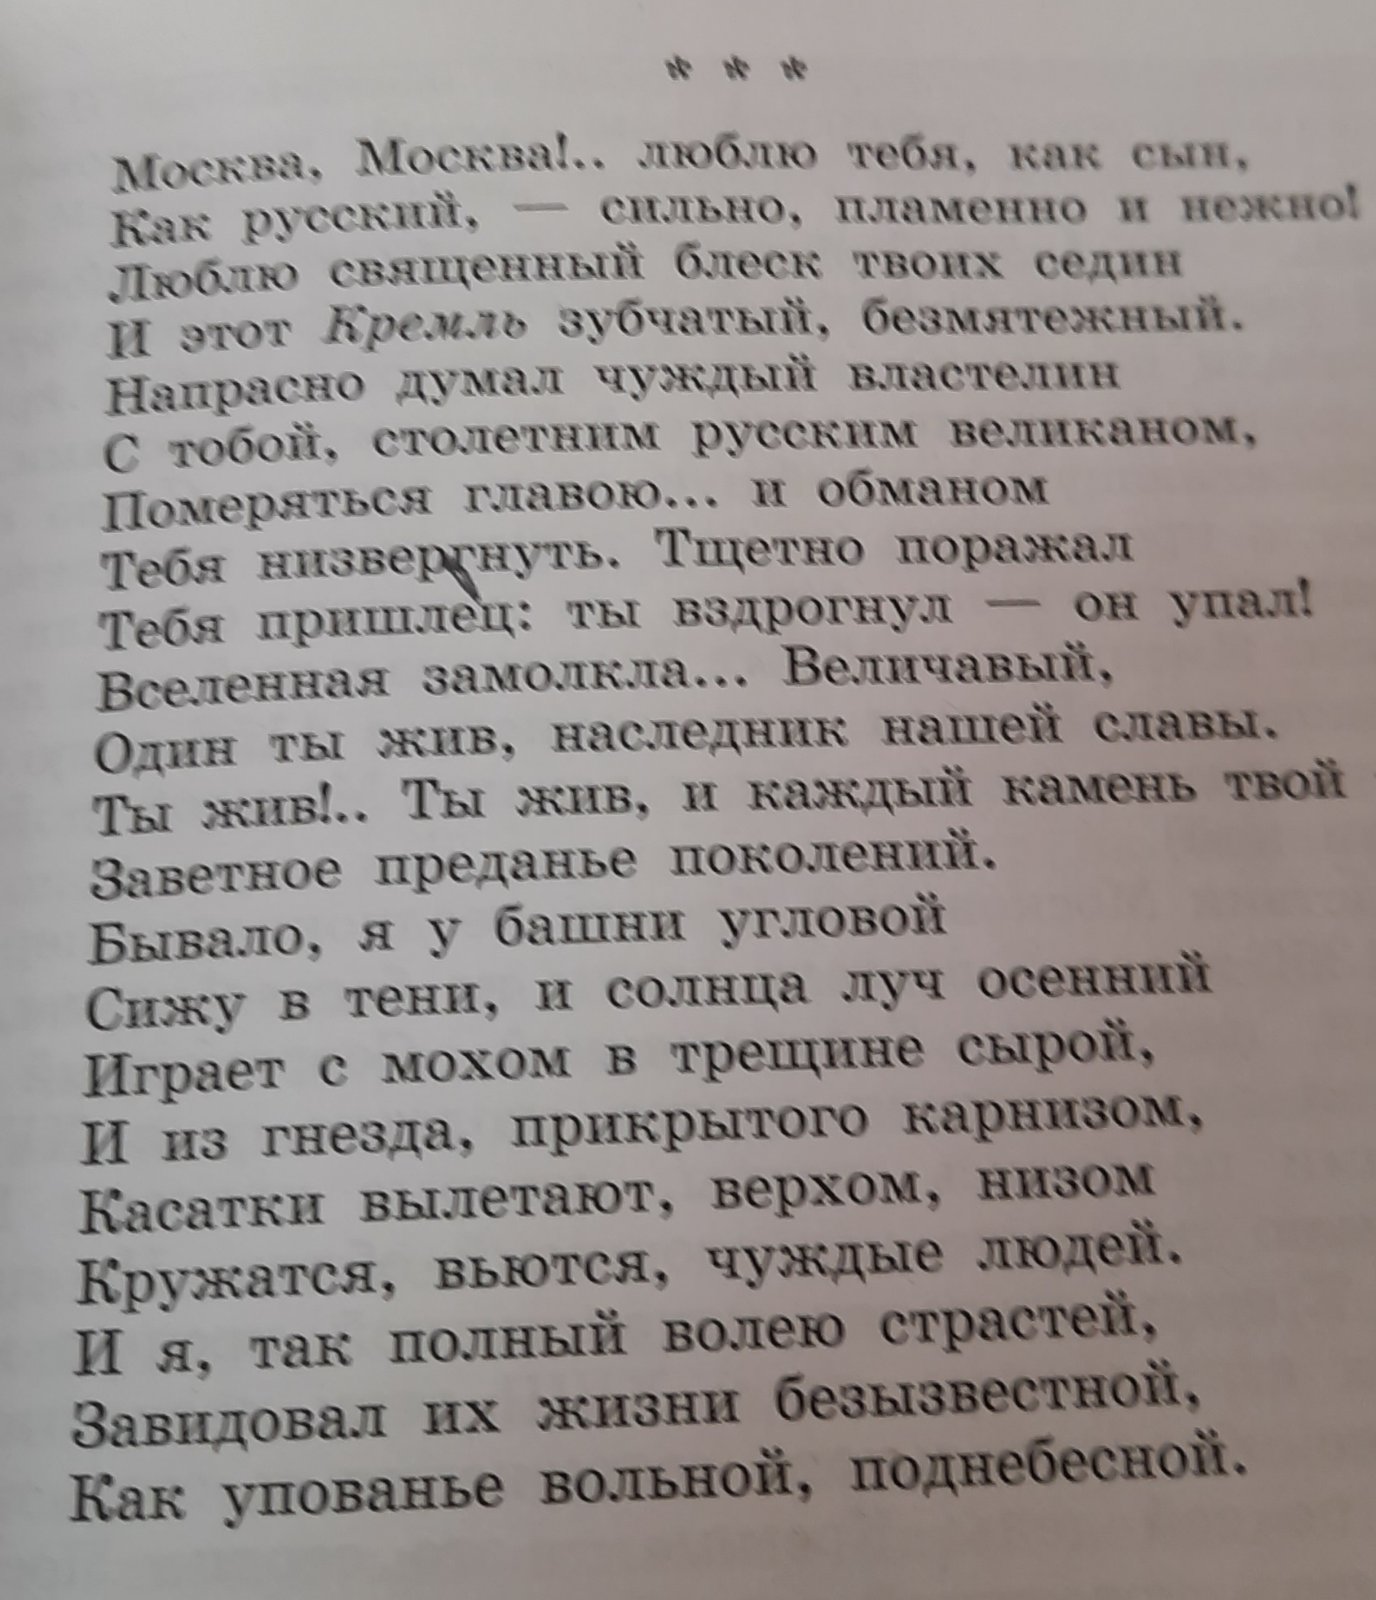 * * *
Москва, Москва!.. люблю тебя, как сын,
Как русский, — сильно, пламенно и нежно!
Люблю священный блеск твоих седин
И этот Кремль зубчатый, безмятежный.
Напрасно думал чуждый властелин
С тобой, столетним русским великаном,
Померяться главою... и обманом
Тебя низвергнуть. Тщетно поражал
Тебя пришлец: ты вздрогнул — он упал!
Вселенная замолкла... Величавый,
Один ты жив, наследник нашей славы.
Ты жив!.. Ты жив, и каждый камень твой
Заветное преданье поколений.
Бывало, я у башни угловой
Сижу в тени, и солнца луч осенний
Играет с мохом в трещине сырой,
И из гнезда, прикрытого карнизом,
Касатки вылетают, верхом, низом
Кружатся, вьются, чуждые людей.
И я, так полный волею страстей,
Завидовал их жизни безызвестной,
Как упованье вольной, поднебесной.